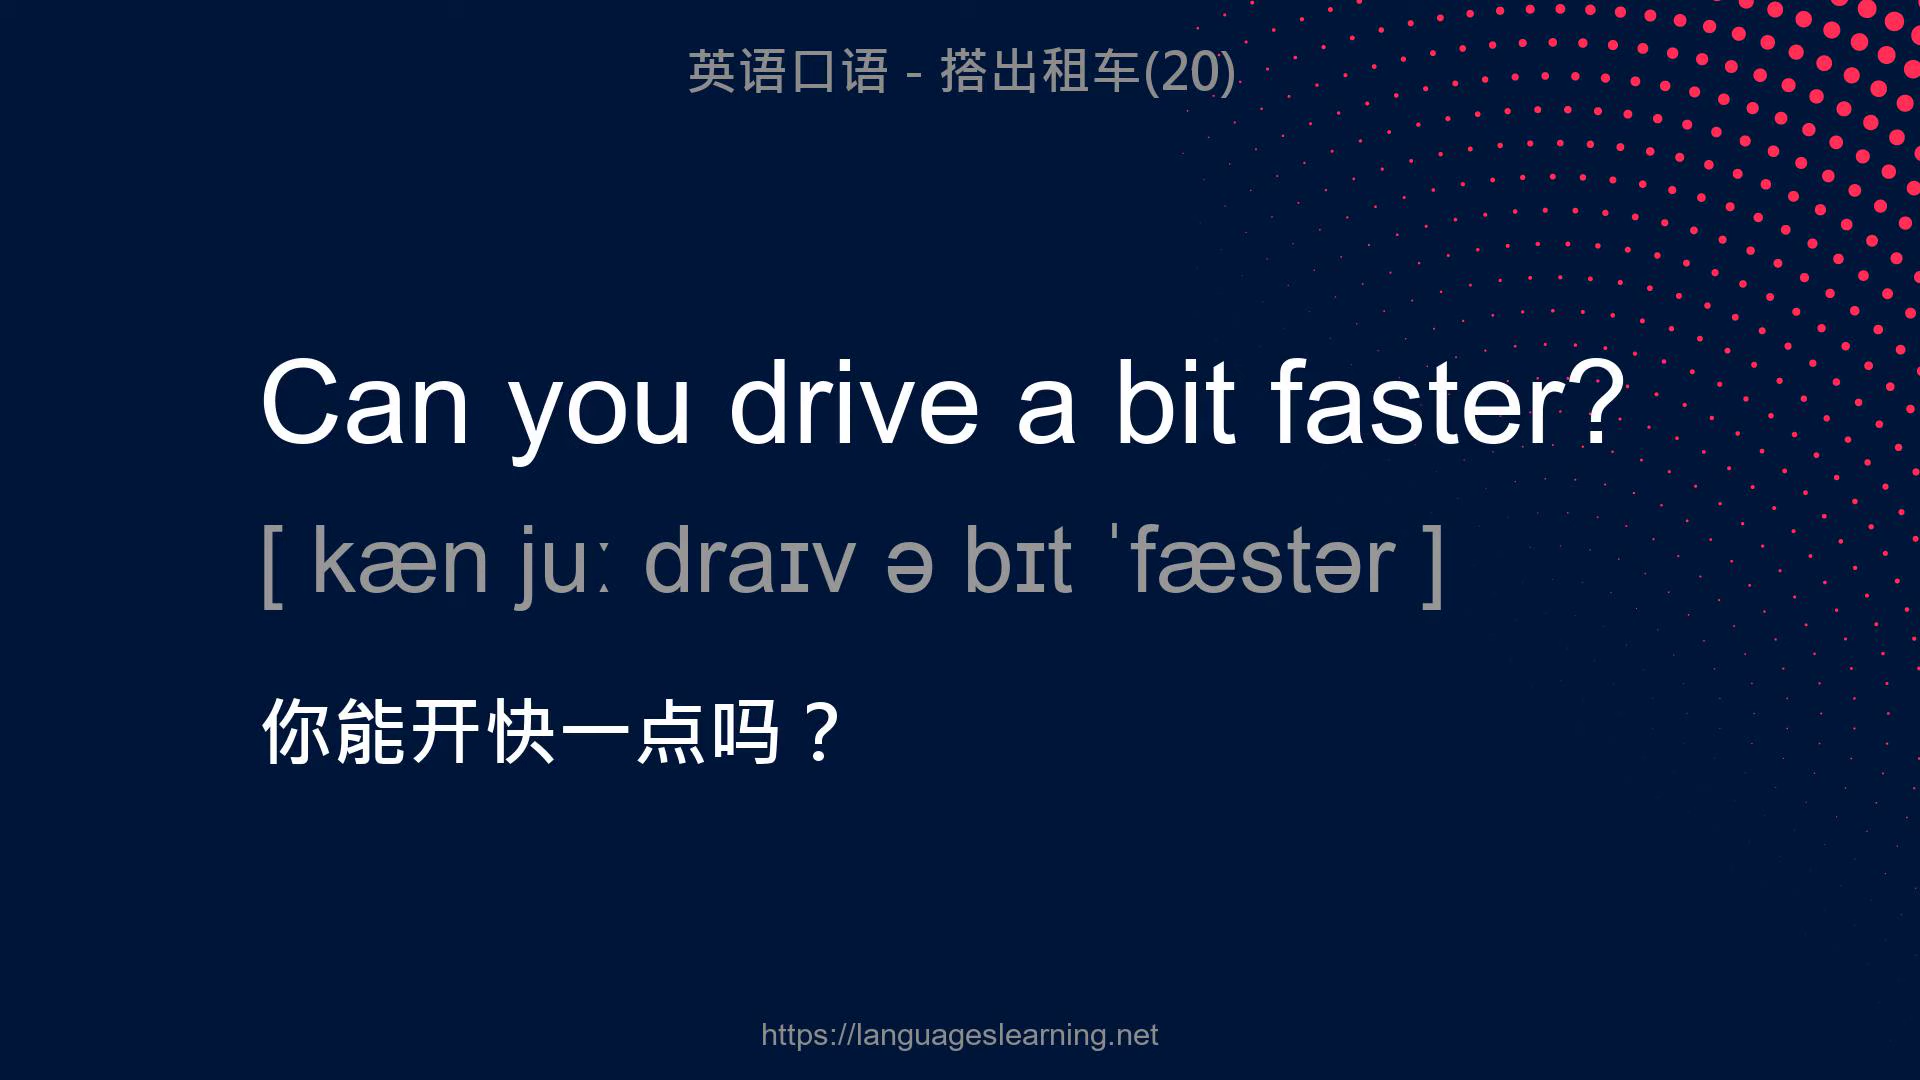 英语口语 - 搭出租车(20)
Can you drive a bit faster?
[ kæn juː draɪv ə bɪt ˈfæstər ]
你能开快一点吗？
https://languageslearning.net